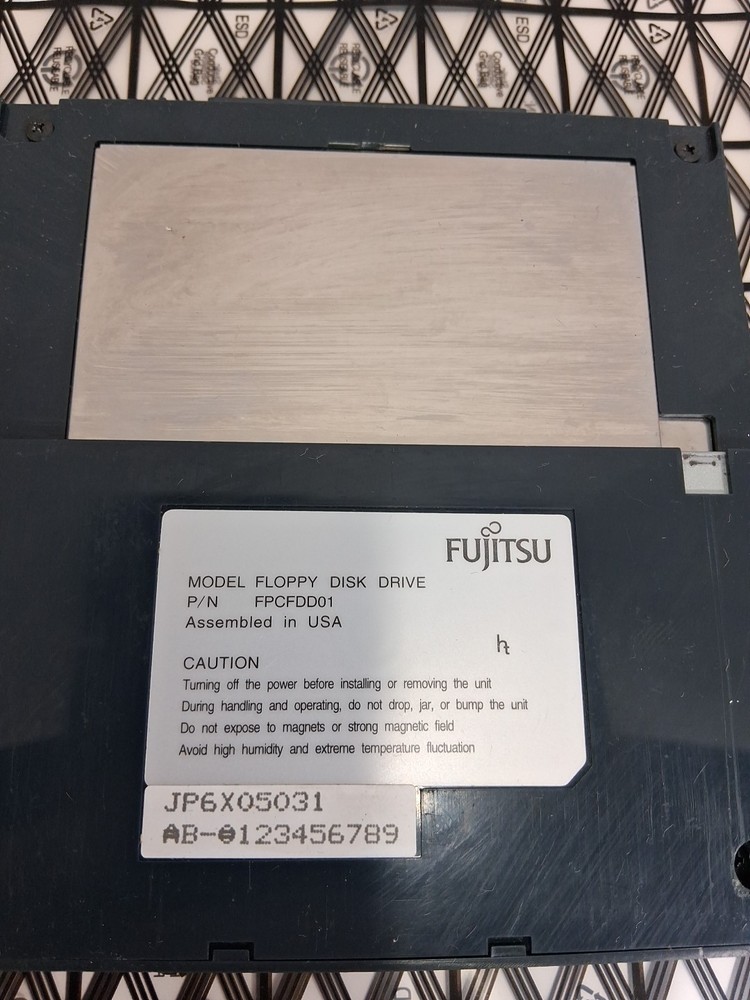 ESD
ESD
FUJITSU
MODEL FLOPPY DISK DRIVE
P/N FPCFDD01
Assembled in USA
CAUTION
Turning off the power before installing or removing the unit
During handling and operating, do not drop, jar, or bump the unit
Do not expose to magnets or strong magnetic field
Avoid high humidity and extreme temperature fluctuation
JP6X05031
AB-0123456789